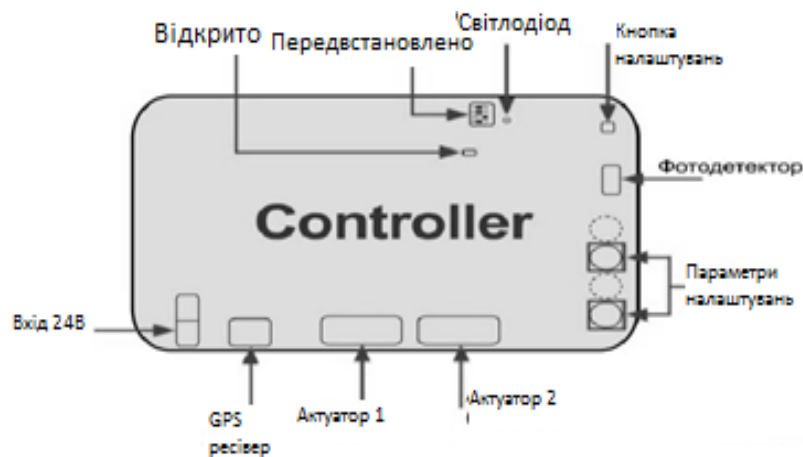 Відкрито
Передвстановлено
Світлодіод
Кнопка
налаштувань
Фотодетектор
Controller
Параметри
налаштувань
Вхід 24В
GPS
ресівер
Актуатор 1
Актуатор 2